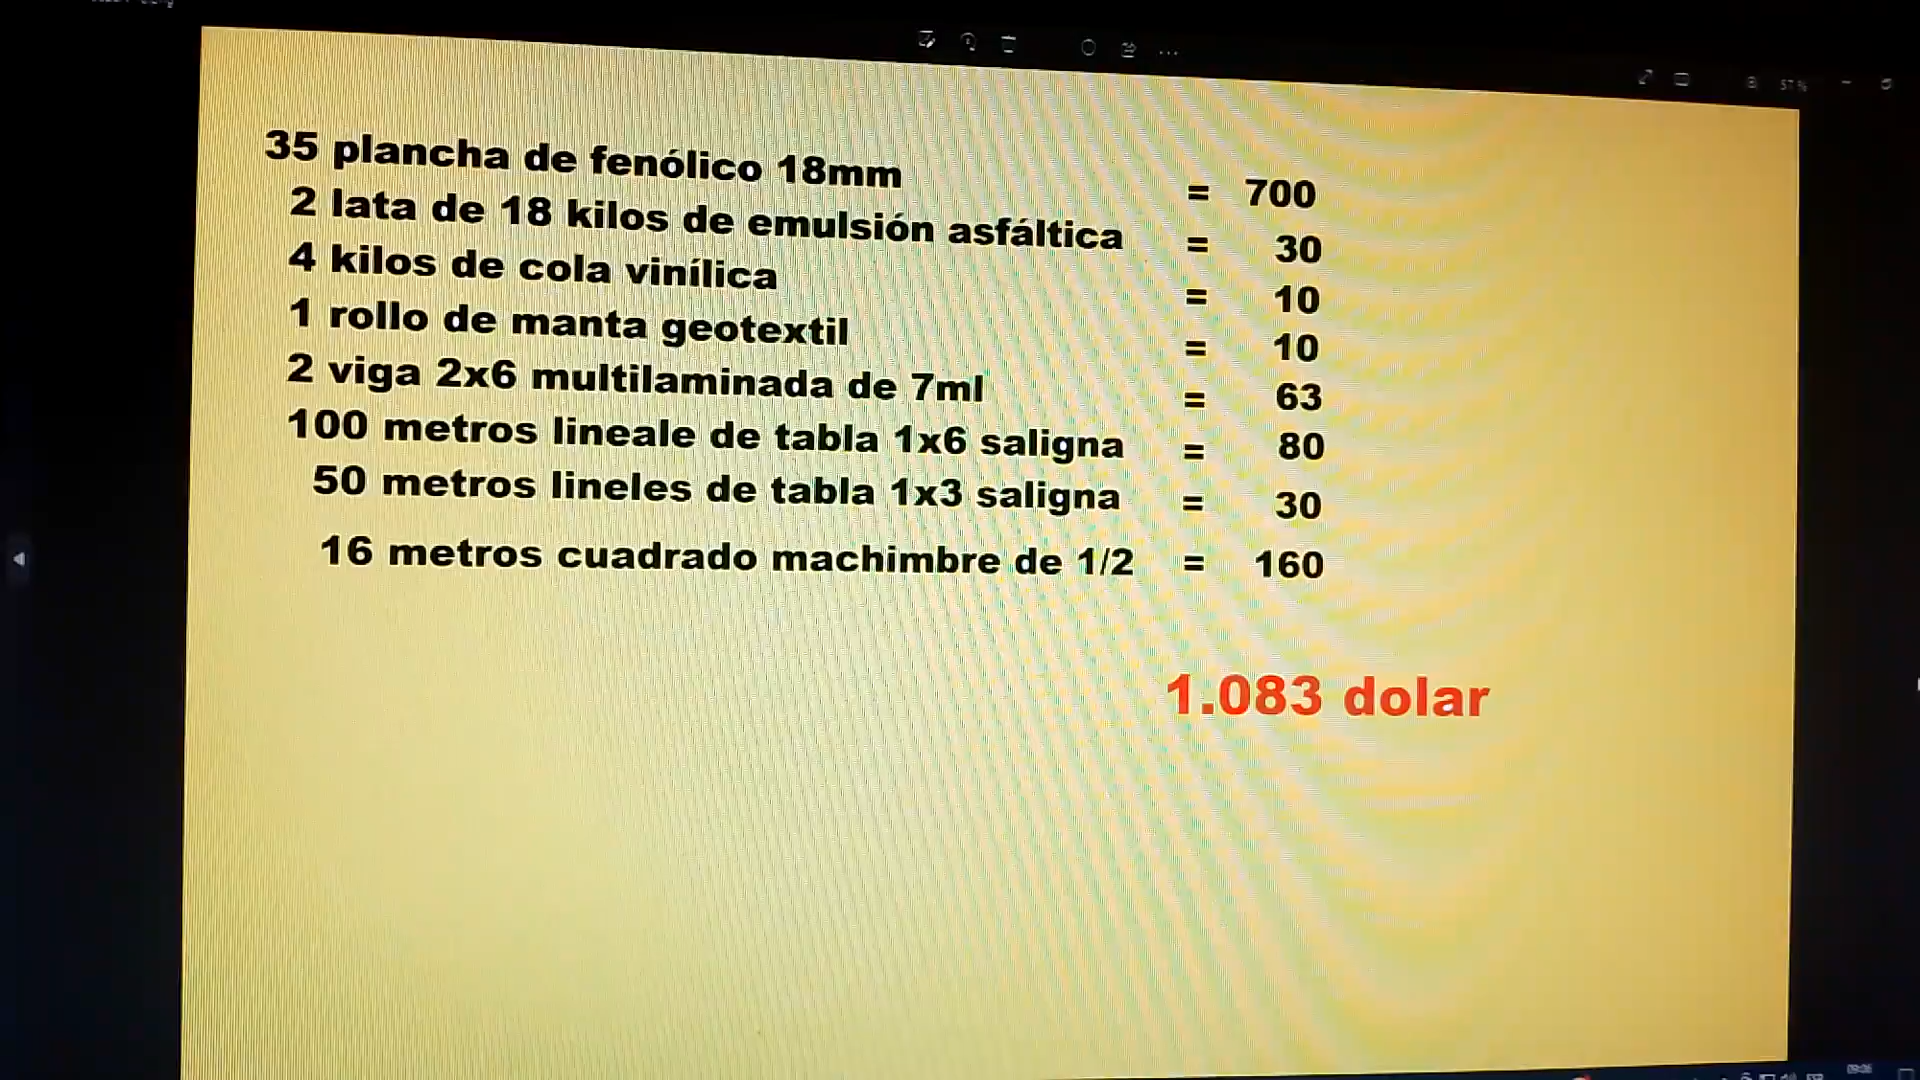 57 %
35 plancha de fenólico 18mm = 700
2 lata de 18 kilos de emulsión asfáltica = 30
4 kilos de cola vinílica = 10
1 rollo de manta geotextil = 10
2 viga 2x6 multilaminada de 7ml = 63
100 metros lineale de tabla 1x6 saligna = 80
50 metros lineles de tabla 1x3 saligna = 30
16 metros cuadrado machimbre de 1/2 = 160
1.083 dolar
09:06